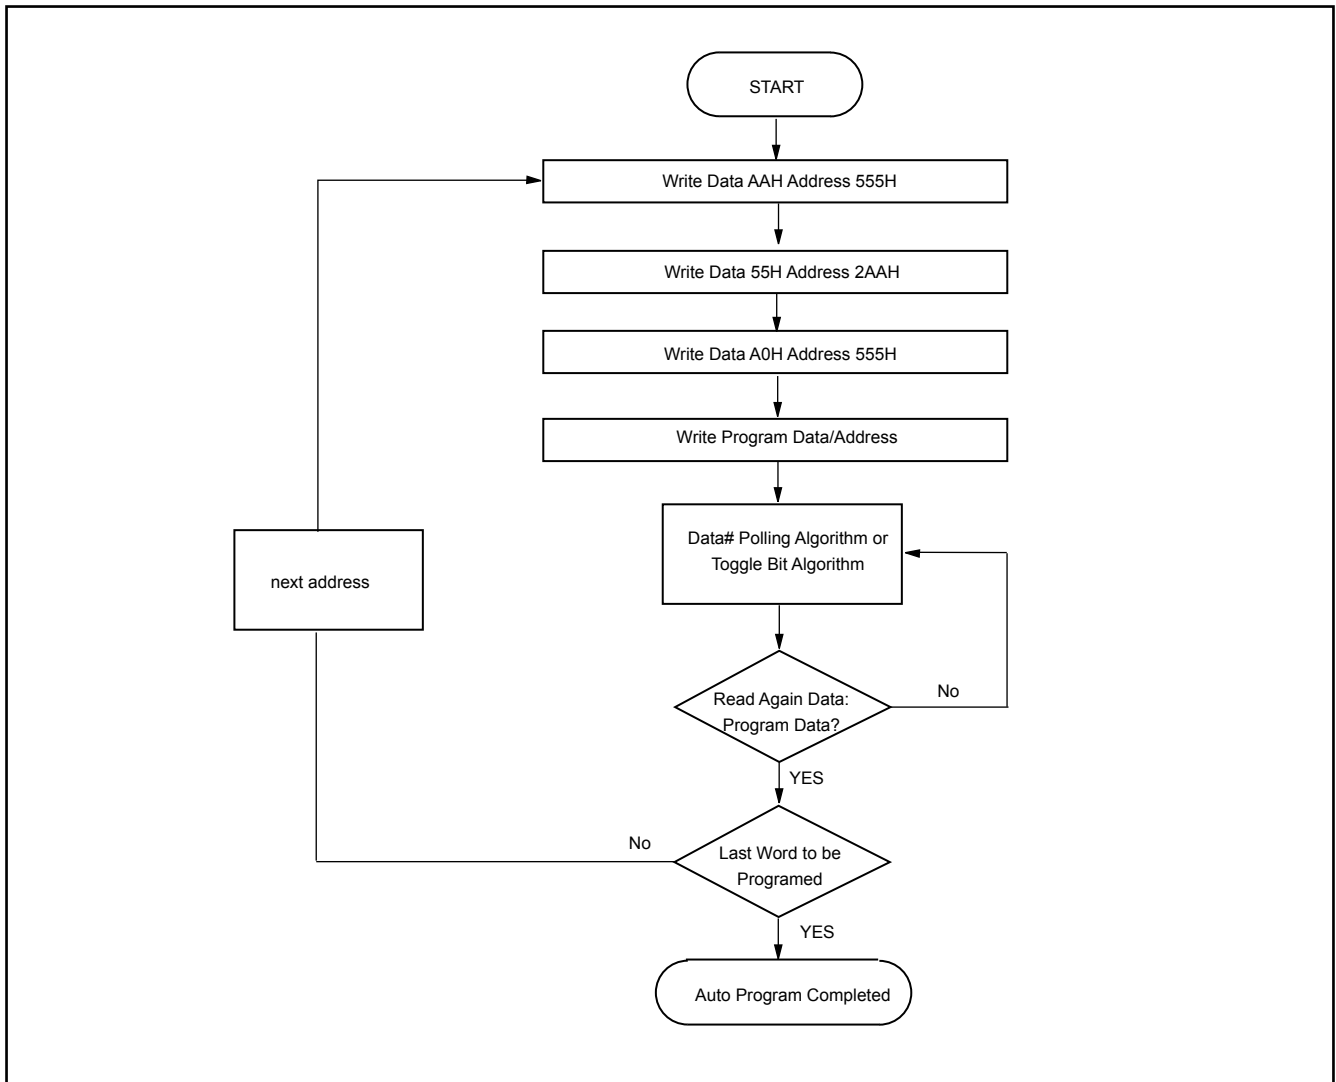 START
Write Data AAH Address 555H
Write Data 55H Address 2AAH
Write Data A0H Address 555H
Write Program Data/Address
Data# Polling Algorithm or
Toggle Bit Algorithm
next address
Read Again Data:
Program Data?
No
YES
No
Last Word to be
Programed
YES
Auto Program Completed